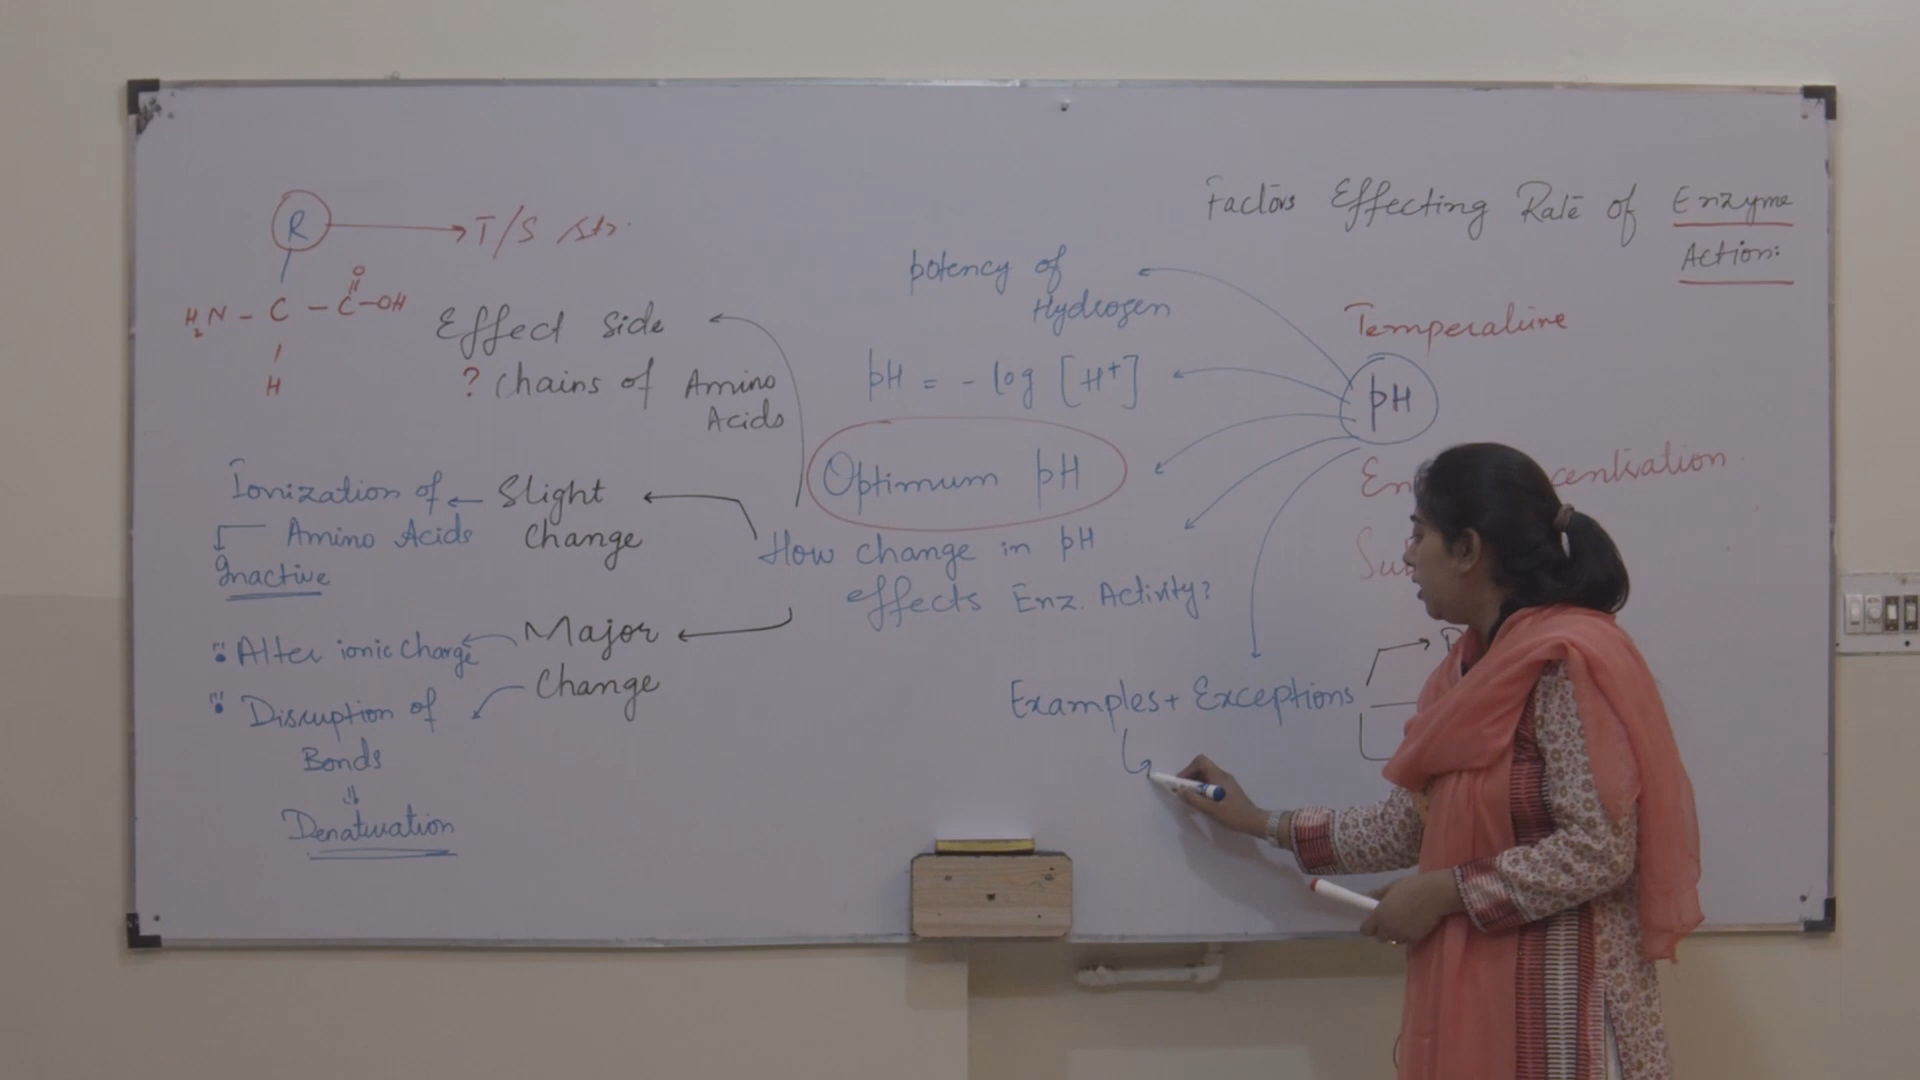 Factors Effecting Rate of Enzyme
Action:
Temperature
pH
potency of
Hydrogen
pH = - log [H+]
Optimum pH
How change in pH
effects Enz. Activity?
Examples + Exceptions
R
T/S str.
H2N - C - C - OH
O
H
Effect side
? Chains of Amino
Acids
Slight
Change
Ionization of
Amino Acids
Inactive
Major
Change
Alter ionic Charge
Disruption of
Bonds
Denaturation